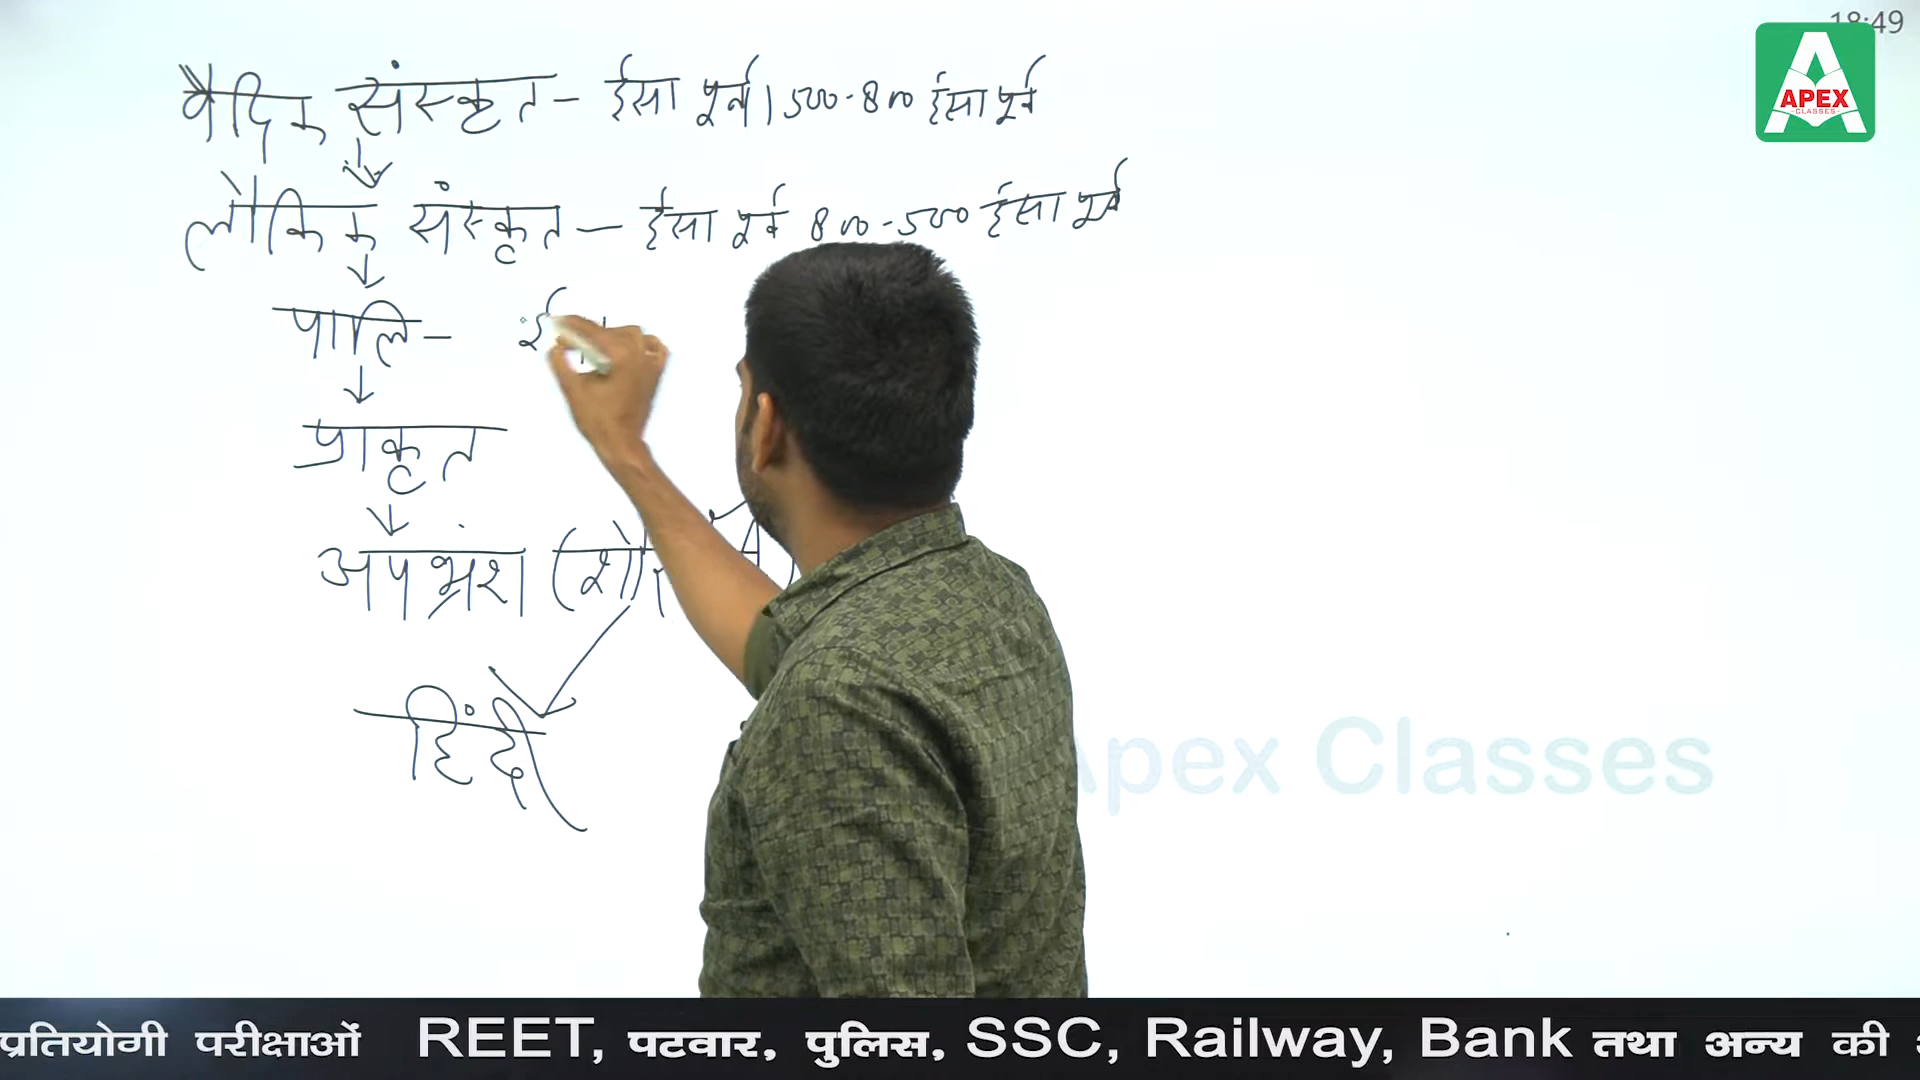 18:49
APEX
CLASSES
वैदिक संस्कृत - ईसा पूर्व 1500-800 ईसा पूर्व
लौकिक संस्कृत - ईसा पूर्व 800-500 ईसा पूर्व
पालि -
प्राकृत
अपभ्रंश (शौ
हिंदी
Apex Classes
प्रतियोगी परीक्षाओं REET, पटवार, पुलिस, SSC, Railway, Bank तथा अन्य की